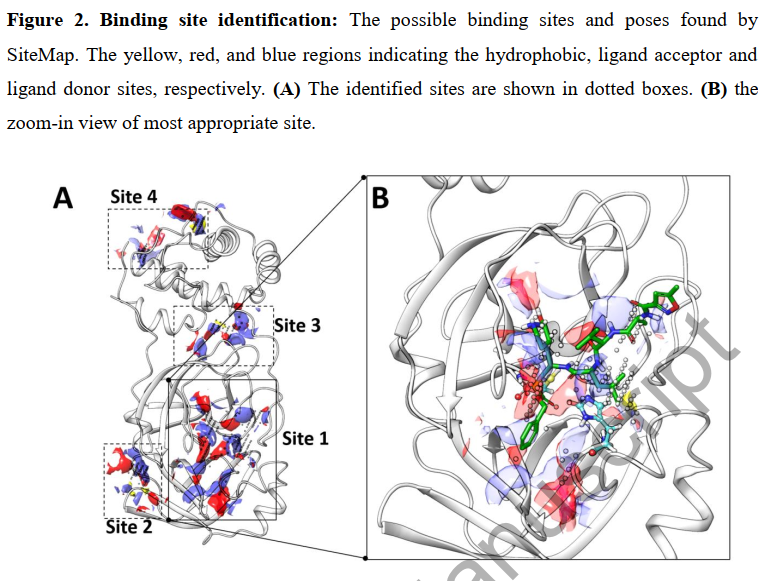 Figure 2. Binding site identification: The possible binding sites and poses found by
SiteMap. The yellow, red, and blue regions indicating the hydrophobic, ligand acceptor and
ligand donor sites, respectively. (A) The identified sites are shown in dotted boxes. (B) the
zoom-in view of most appropriate site.
A
B
Site 4
Site 3
Site 1
Site 2